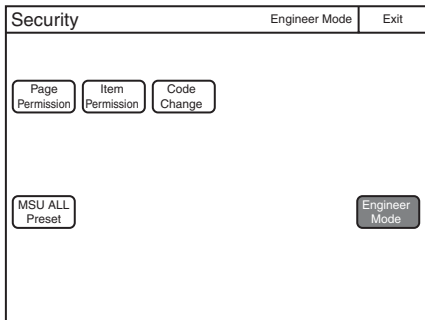 Security Engineer Mode Exit
Page Item Code
Permission Permission Change
MSU ALL Engineer
Preset Mode